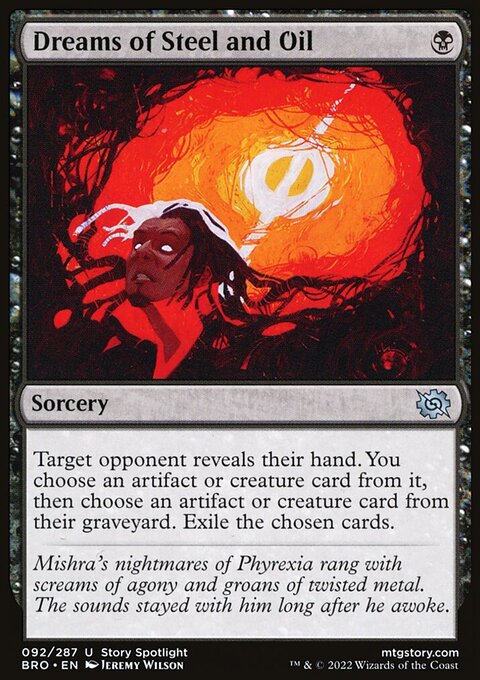 Dreams of Steel and Oil
Sorcery
Target opponent reveals their hand. You
choose an artifact or creature card from it,
then choose an artifact or creature card from
their graveyard. Exile the chosen cards.
Mishra's nightmares of Phyrexia rang with
screams of agony and groans of twisted metal.
The sounds stayed with him long after he awoke.
092/287 U Story Spotlight
mtgstory.com
BRO • EN Jeremy Wilson
™ & © 2022 Wizards of the Coast